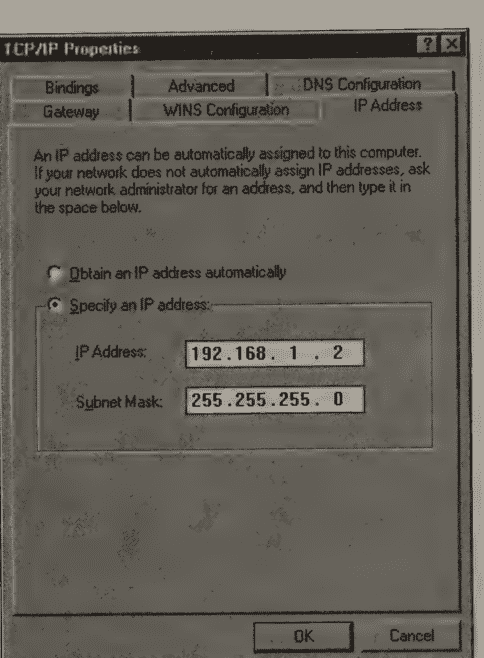 TCP/IP Properties
? X
Bindings
Advanced
DNS Configuration
Gateway
WINS Configuration
IP Address
An IP address can be automatically assigned to this computer.
If your network does not automatically assign IP addresses, ask
your network administrator for an address, and then type it in
the space below.
Obtain an IP address automatically
Specify an IP address:
IP Address: 192.168. 1 . 2
Subnet Mask: 255.255.255. 0
OK
Cancel